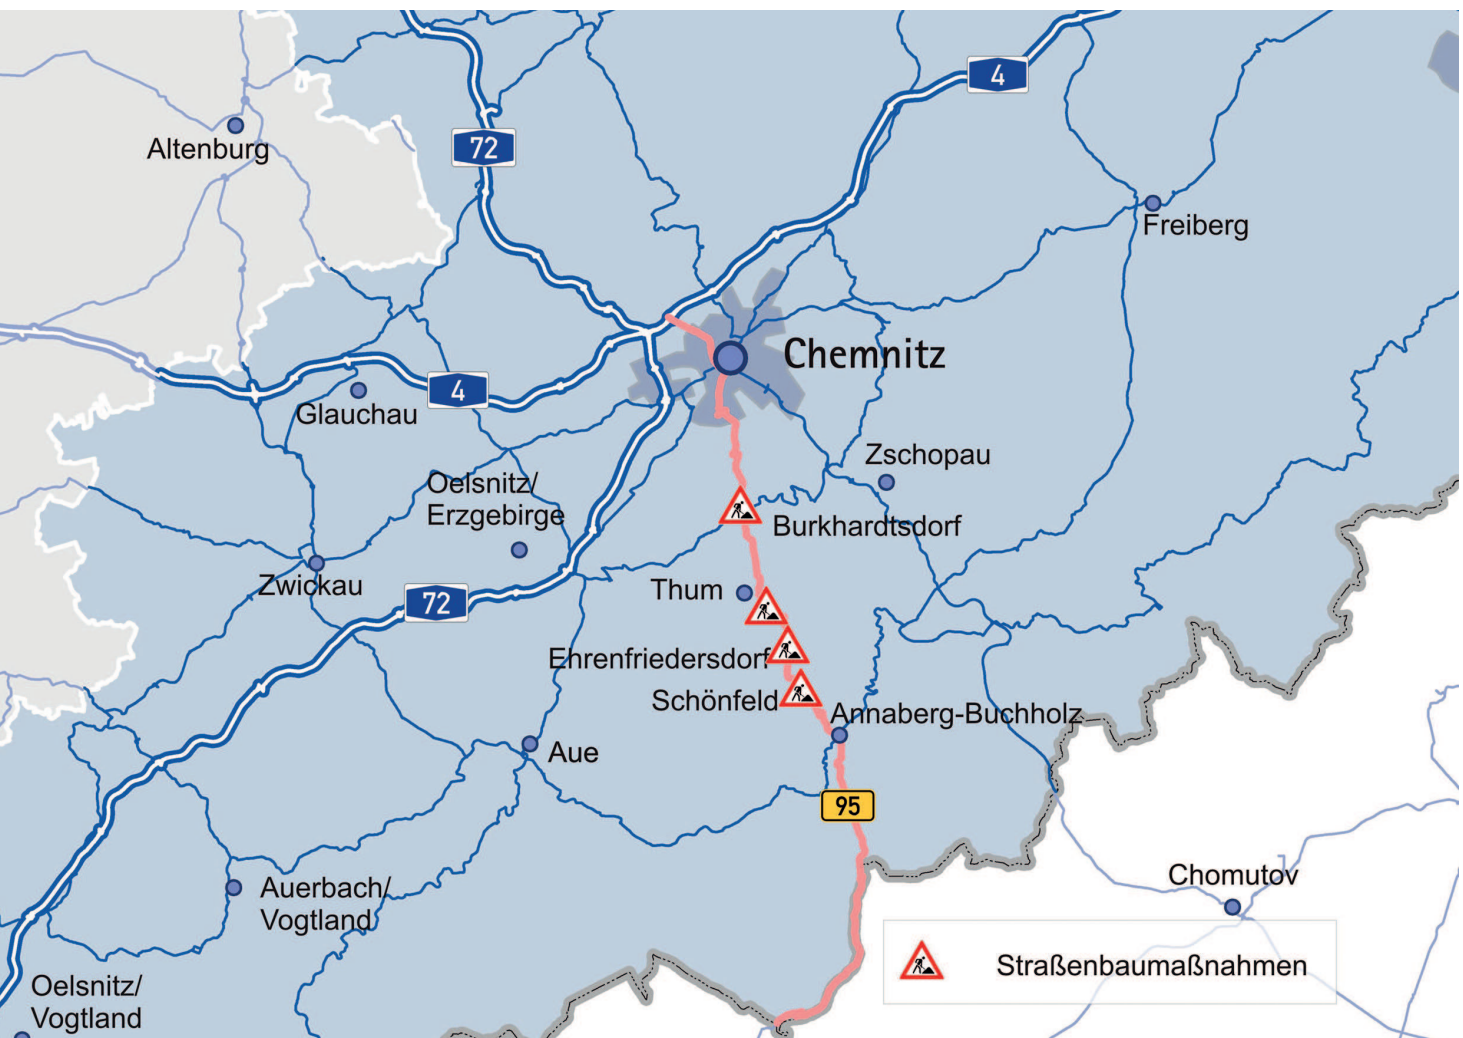 4
72
Altenburg
Freiberg
Chemnitz
4
Glauchau
Zschopau
Oelsnitz/
Erzgebirge
Burkhardtsdorf
Zwickau
72
Thum
Ehrenfriedersdorf
Schönfeld
Annaberg-Buchholz
Aue
95
Chomutov
Auerbach/
Vogtland
Straßenbaumaßnahmen
Oelsnitz/
Vogtland